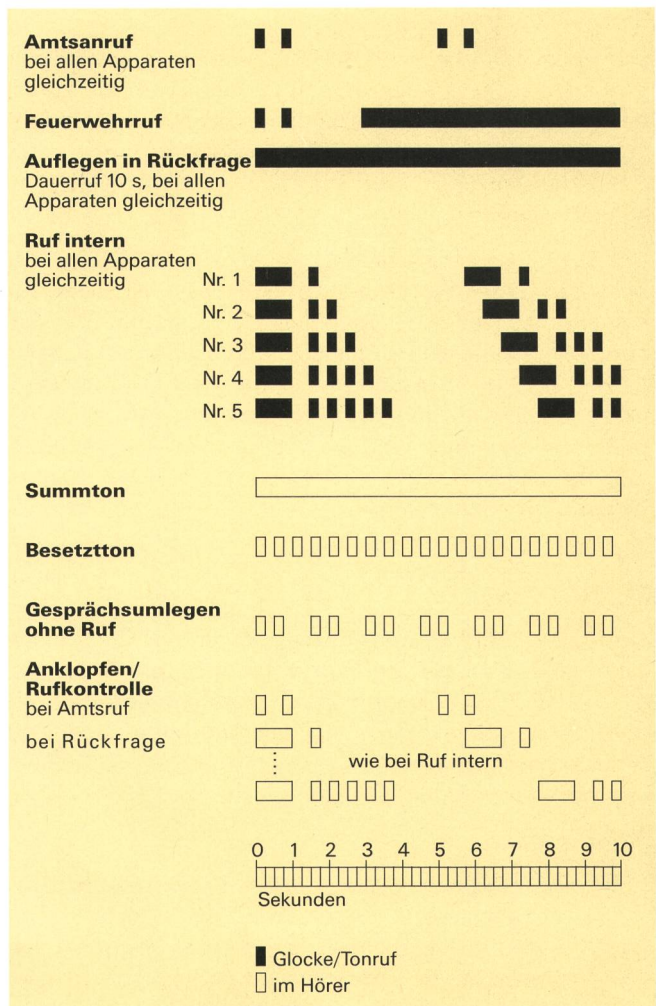 Amtsanruf
bei allen Apparaten
gleichzeitig
Feuerwehrruf
Auflegen in Rückfrage
Dauerruf 10 s, bei allen
Apparaten gleichzeitig
Ruf intern
bei allen Apparaten
gleichzeitig
Nr. 1
Nr. 2
Nr. 3
Nr. 4
Nr. 5
Summton
Besetztton
Gesprächsumlegen
ohne Ruf
Anklopfen/
Rufkontrolle
bei Amtsruf
bei Rückfrage
wie bei Ruf intern
0 1 2 3 4 5 6 7 8 9 10
Sekunden
Glocke/Tonruf
im Hörer